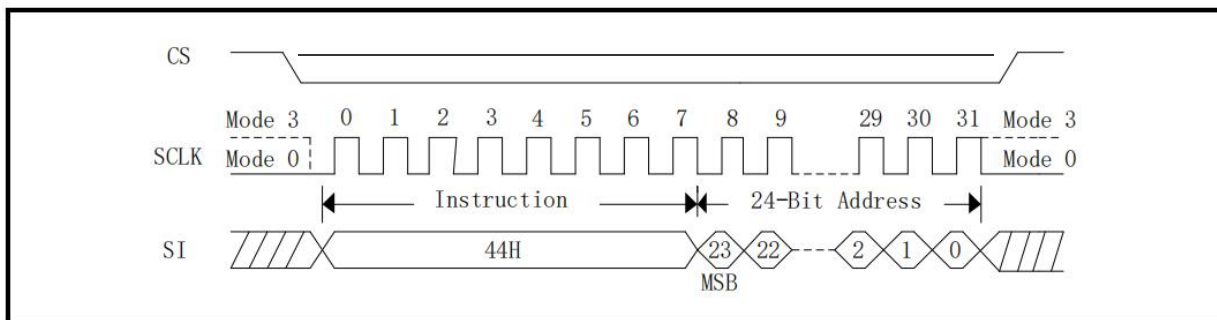 CS
Mode 3 0 1 2 3 4 5 6 7 8 9 29 30 31 Mode 3
SCLK Mode 0 Mode 0
Instruction 24-Bit Address
SI 44H 23 22 2 1 0
MSB